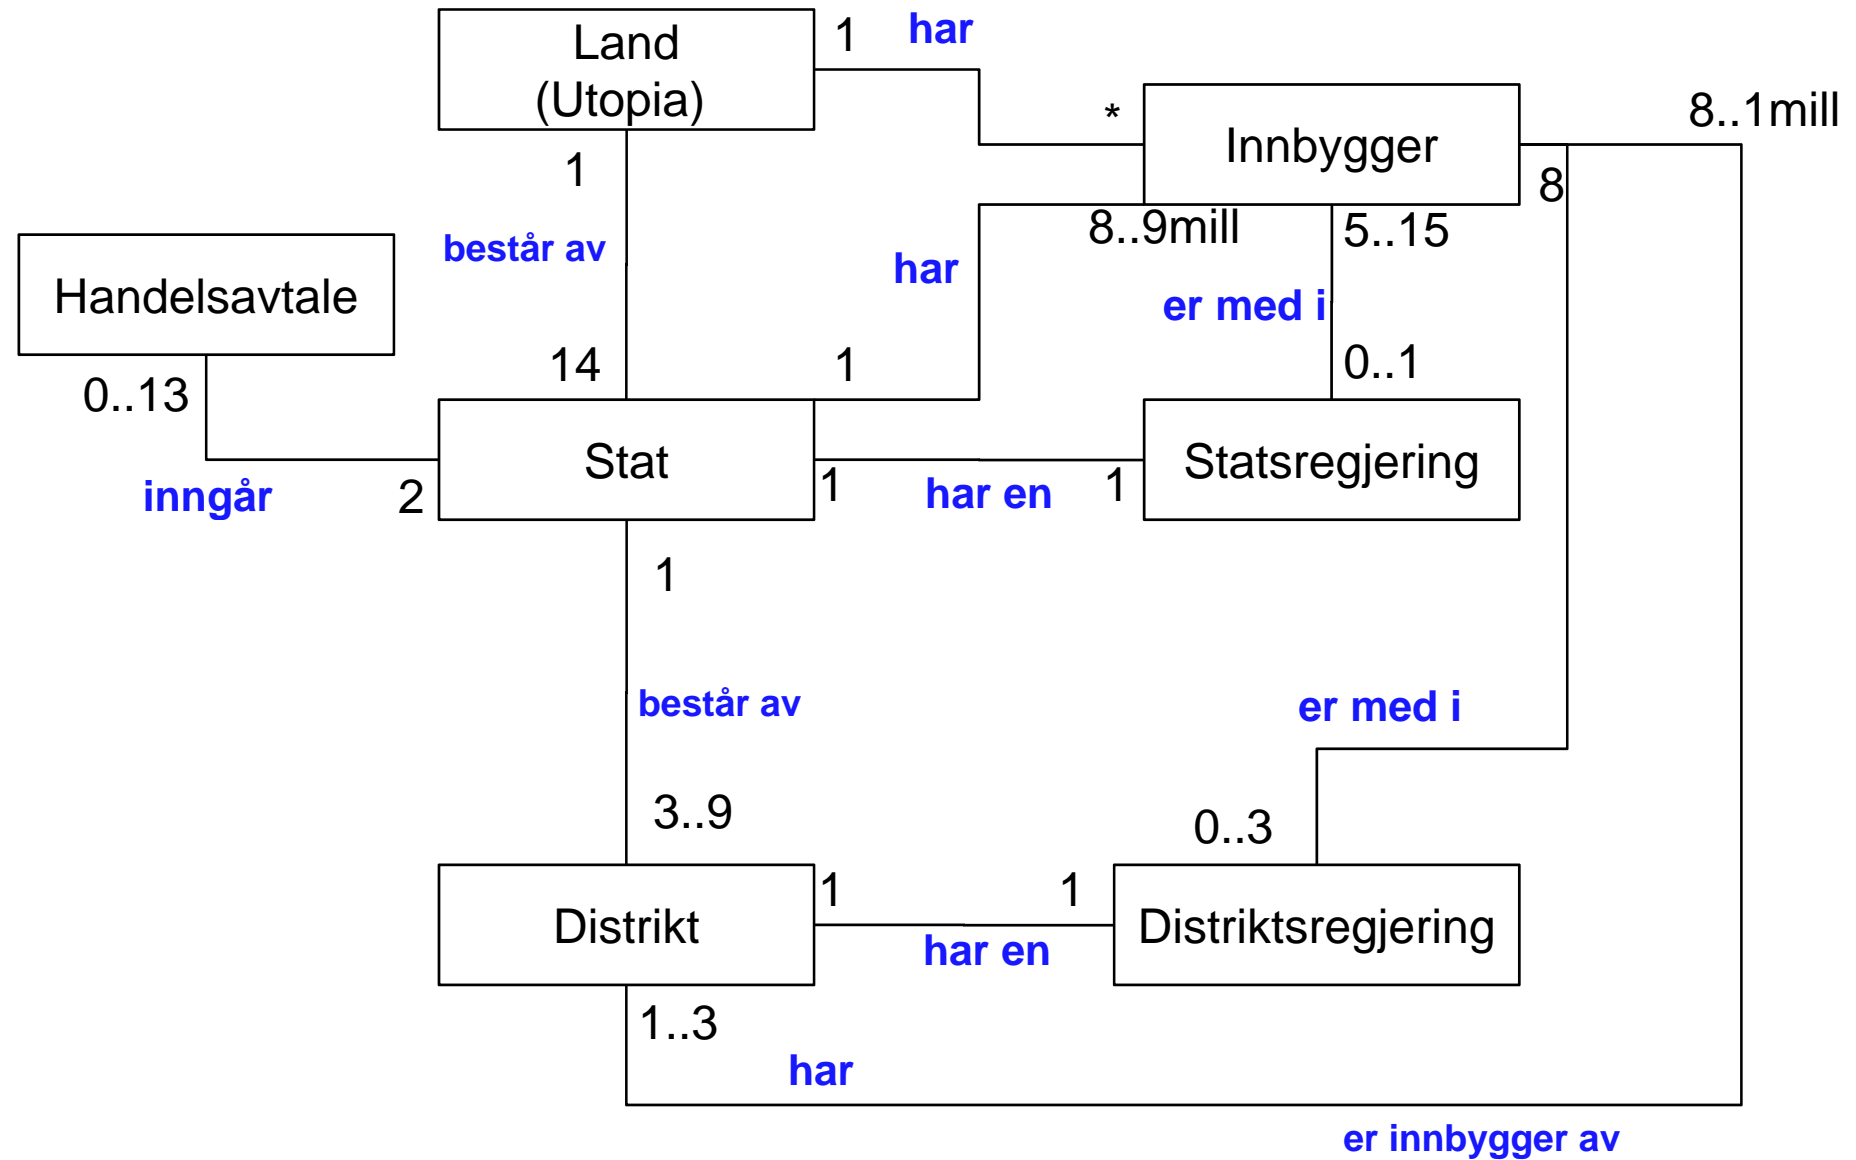 1
har
Land
(Utopia)
*
8..1mill
Innbygger
1
8
8..9mill
5..15
består av
har
er med i
Handelsavtale
14
1
0..1
0..13
Stat
Statsregjering
inngår
2
1
har en
1
1
består av
er med i
3..9
0..3
1
1
Distrikt
Distriktsregjering
har en
1..3
har
er innbygger av